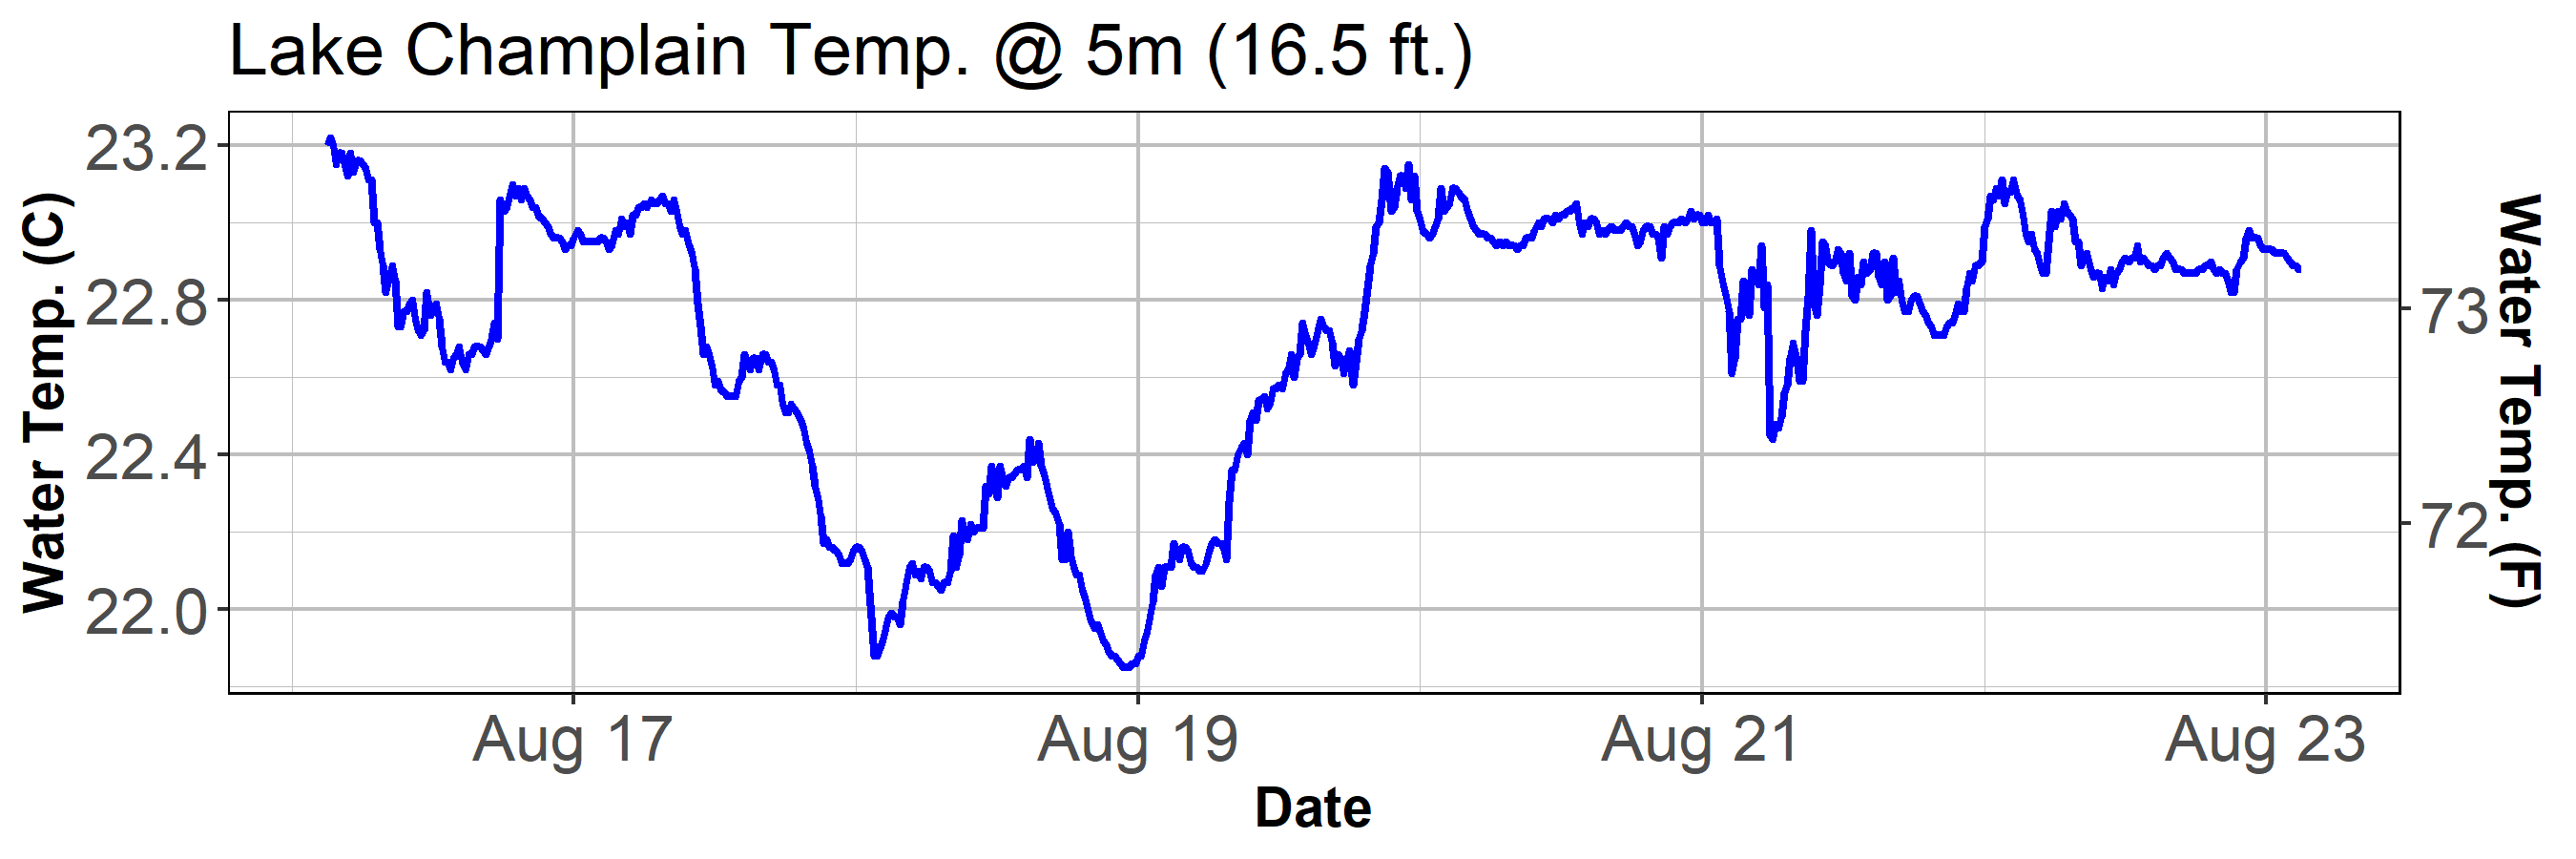 Lake Champlain Temp. @ 5m (16.5 ft.)
Water Temp. (C)
23.2
22.8
22.4
22.0
73
72
Water Temp. (F)
Aug 17 Aug 19 Aug 21 Aug 23
Date